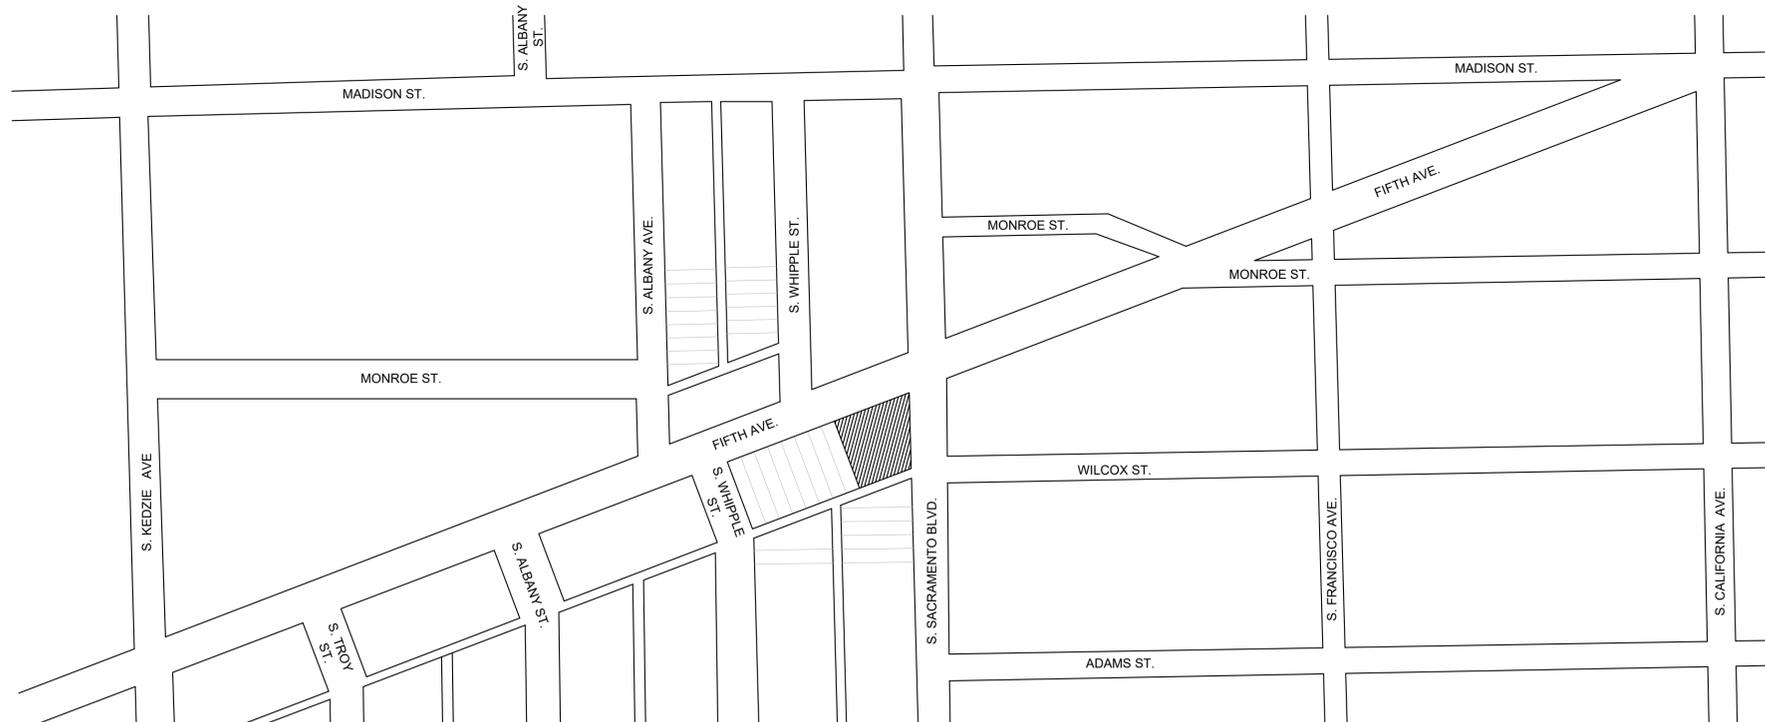 S. ALBANY
ST.
MADISON ST.
MADISON ST.
FIFTH AVE.
S. ALBANY AVE.
S. WHIPPLE ST.
MONROE ST.
MONROE ST.
MONROE ST.
FIFTH AVE.
S. KEDZIE AVE
S. WHIPPLE
ST.
WILCOX ST.
S. SACRAMENTO BLVD.
S. FRANCISCO AVE.
S. CALIFORNIA AVE.
S. ALBANY ST.
S. TROY
ST.
ADAMS ST.